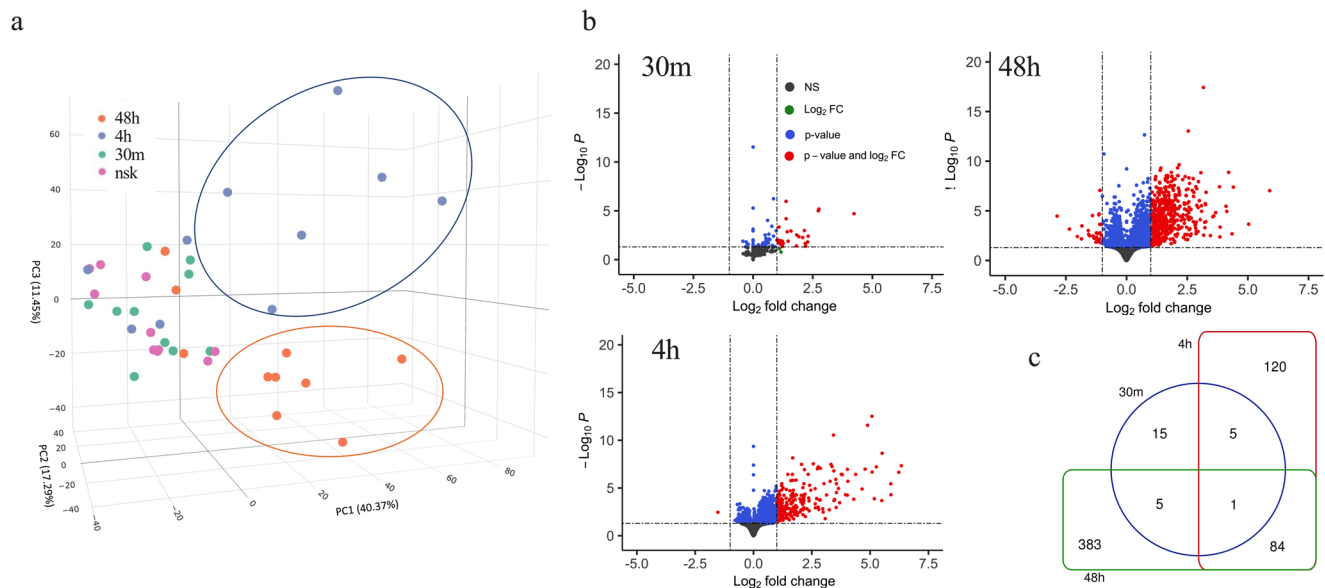 a
48h
4h
30m
nsk
60
40
20
0
−20
−40
PC3 (11.45%)
40
20
0
−20
−40
PC2 (17.29%)
−40
−20
0
20
40
60
80
PC1 (40.37%)
b
30m
20
15
10
5
0
−Log10 P
-5.0
-2.5
0.0
2.5
5.0
7.5
Log2 fold change
NS
Log2 FC
p-value
p − value and log2 FC
48h
20
15
10
5
0
! Log10 P
-5.0
-2.5
0.0
2.5
5.0
7.5
Log2 fold change
4h
20
15
10
5
0
−Log10 P
-5.0
-2.5
0.0
2.5
5.0
7.5
Log2 fold change
c
4h
120
30m
15
5
5
1
383
84
48h